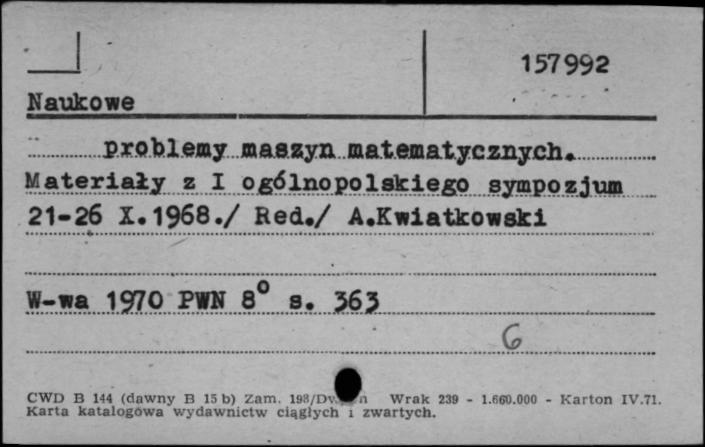 157992
Naukowe
problemy maszyn matematycznych.
Materiały z I ogólnopolskiego sympozjum
21-26 X.1968./ Red./ A.Kwiatkowski
W-wa 1970 PWN 8° s. 363
6
CWD B 144 (dawny B 15 b) Zam. 198/ Wrak 239 - 1.660.000 - Karton IV.71.
Karta katalogowa wydawnictw ciągłych i zwartych.